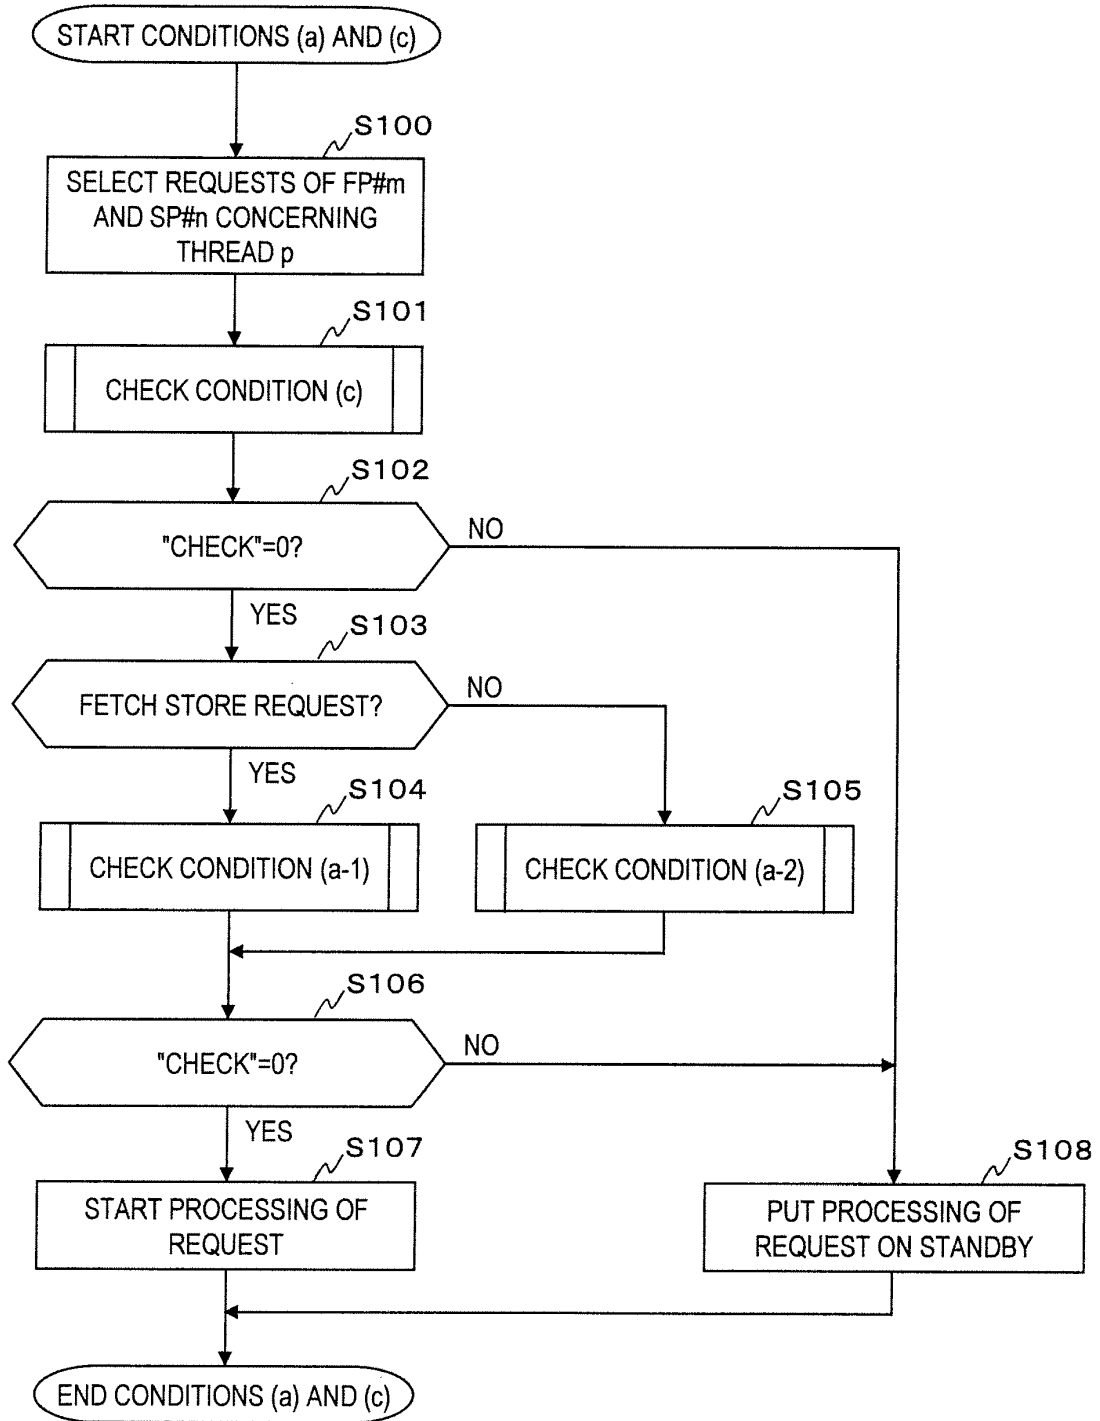 START CONDITIONS (a) AND (c)
S100
SELECT REQUESTS OF FP#m
AND SP#n CONCERNING
THREAD p
S101
CHECK CONDITION (c)
S102
"CHECK"=0?
NO
YES
S103
FETCH STORE REQUEST?
NO
YES
S104
S105
CHECK CONDITION (a-1)
CHECK CONDITION (a-2)
S106
"CHECK"=0?
NO
YES
S107
S108
START PROCESSING OF
REQUEST
PUT PROCESSING OF
REQUEST ON STANDBY
END CONDITIONS (a) AND (c)